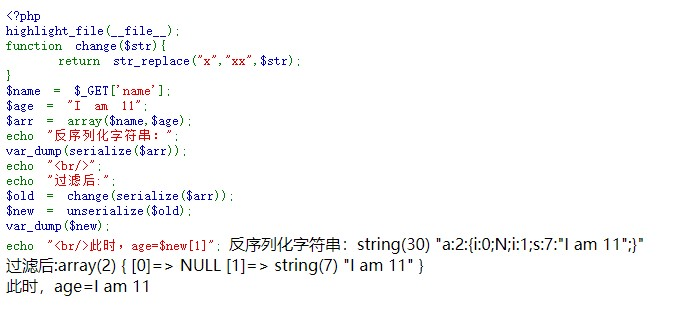 <?php
highlight_file(__file__);
function change($str){
return str_replace("x","xx",$str);
}
$name = $_GET['name'];
$age = "I am 11";
$arr = array($name,$age);
echo "反序列化字符串：";
var_dump(serialize($arr));
echo "<br/>";
echo "过滤后:";
$old = change(serialize($arr));
$new = unserialize($old);
var_dump($new);
echo "<br/>此时，age=$new[1]"; 反序列化字符串：string(30) "a:2:{i:0;N;i:1;s:7:"I am 11";}"
过滤后:array(2) { [0]=> NULL [1]=> string(7) "I am 11" }
此时，age=I am 11